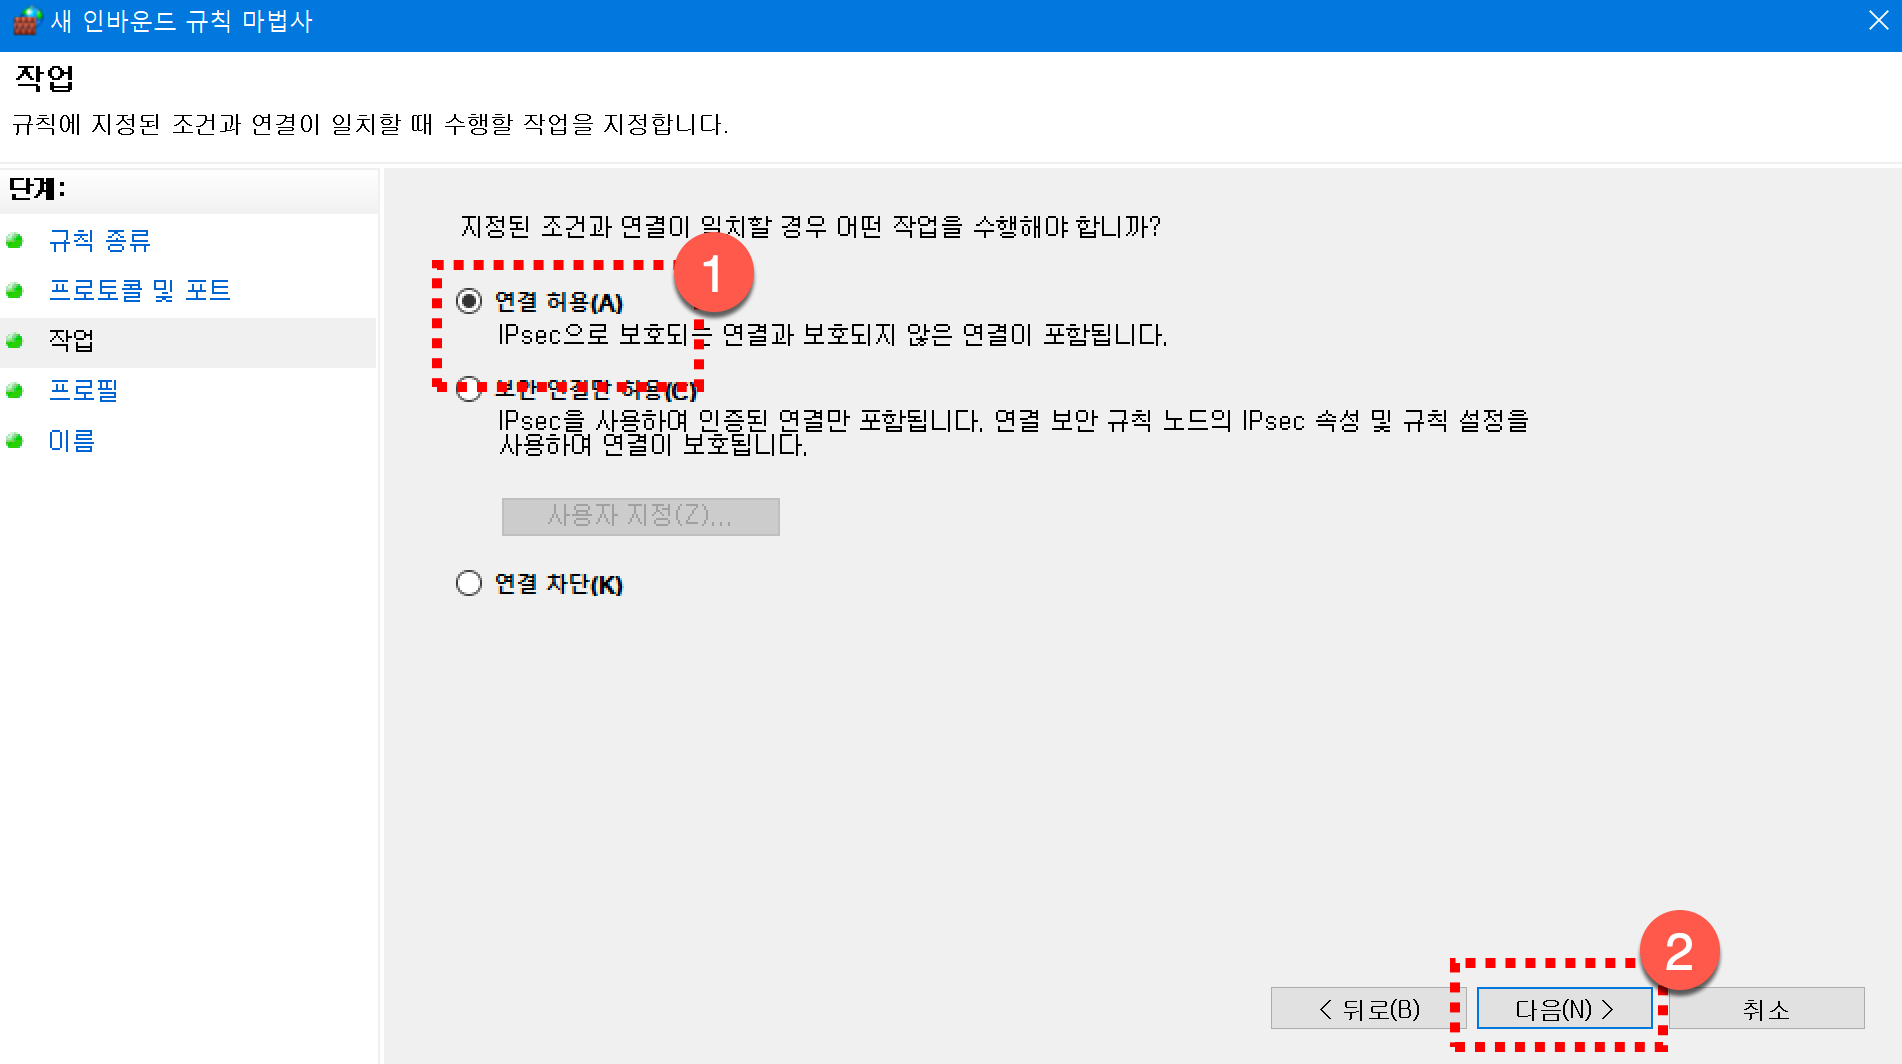 새 인바운드 규칙 마법사
작업
규칙에 지정된 조건과 연결이 일치할 때 수행할 작업을 지정합니다.
단계:
규칙 종류
프로토콜 및 포트
작업
프로필
이름
지정된 조건과 연결이 일치할 경우 어떤 작업을 수행해야 합니까?
1
연결 허용(A)
IPsec으로 보호되는 연결과 보호되지 않은 연결이 포함됩니다.
보안 연결만 허용(C)
IPsec을 사용하여 인증된 연결만 포함됩니다. 연결 보안 규칙 노드의 IPsec 속성 및 규칙 설정을
사용하여 연결이 보호됩니다.
사용자 지정(Z)...
연결 차단(K)
2
< 뒤로(B) 다음(N) > 취소